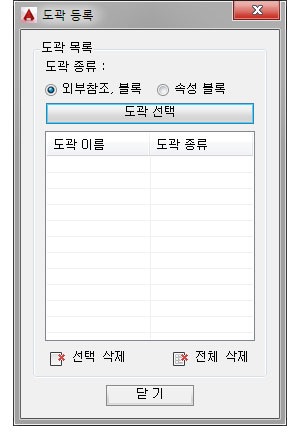 도곽 등록
도곽 목록
도곽 종류 :
외부참조, 블록 속성 블록
도곽 선택
도곽 이름 도곽 종류
선택 삭제 전체 삭제
닫 기